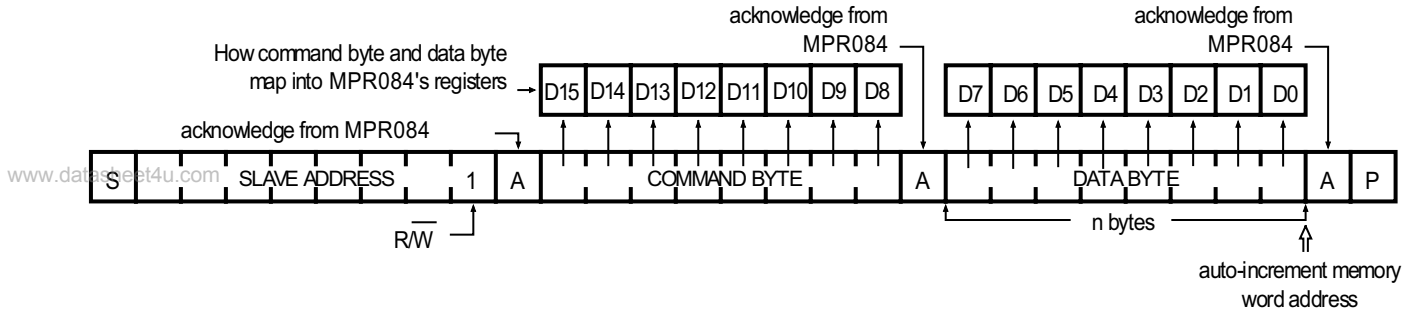 acknowledge from
MPR084
acknowledge from
MPR084
How command byte and data byte
map into MPR084's registers
D15 D14 D13 D12 D11 D10 D9 D8
D7 D6 D5 D4 D3 D2 D1 D0
acknowledge from MPR084
www.datasheet4u.com
S SLAVE ADDRESS 1 A COMMAND BYTE A DATA BYTE A P
R/W̅
n bytes
auto-increment memory
word address